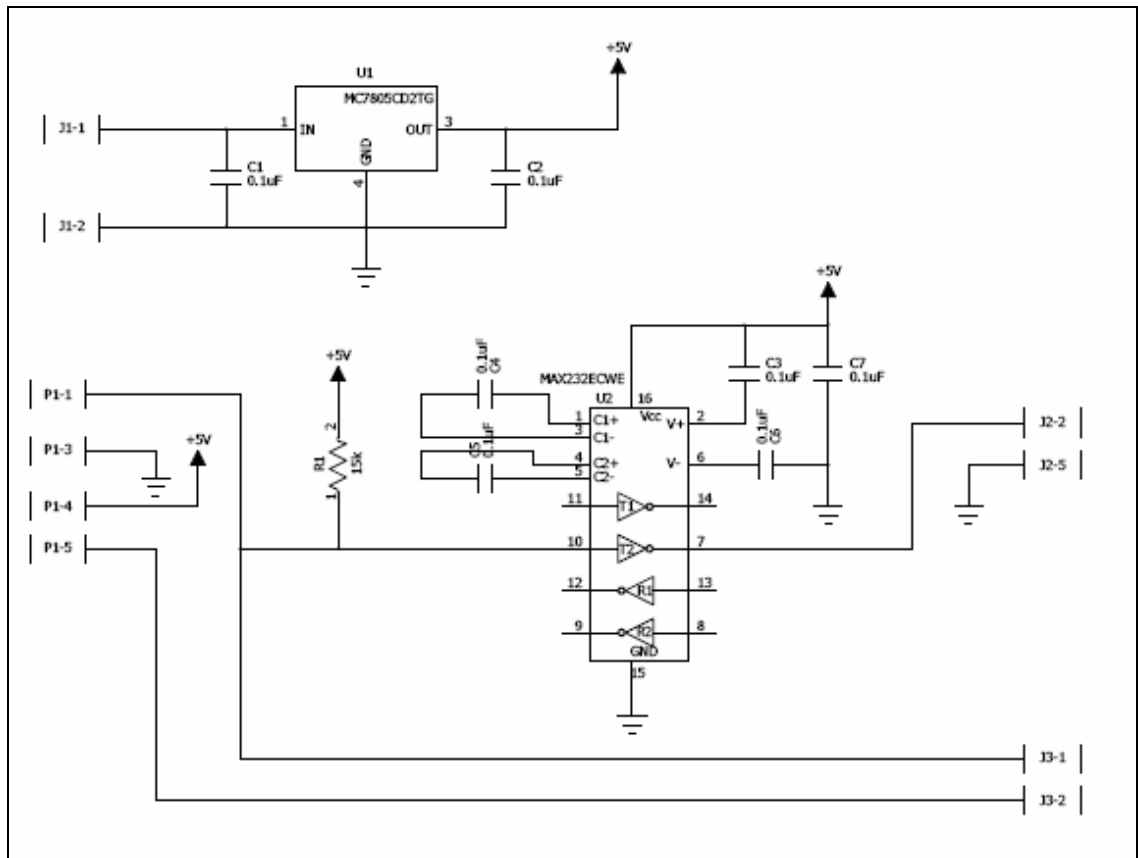 +5V
U1
MC7805CD2TG
J1-1
1
IN
OUT
3
GND
4
C1
0.1uF
C2
0.1uF
J1-2
+5V
+5V
0.1uF
C4
MAX232ECWE
U2
16
Vcc
C3
0.1uF
C7
0.1uF
P1-1
1
C1+
3
C1-
V+
2
J2-2
P1-3
+5V
2
R1
15k
1
C5
0.1uF
4
C2+
5
C2-
V-
6
0.1uF
C6
J2-5
P1-4
11
T1
14
P1-5
10
T2
7
12
R1
13
9
R2
8
GND
15
J3-1
J3-2